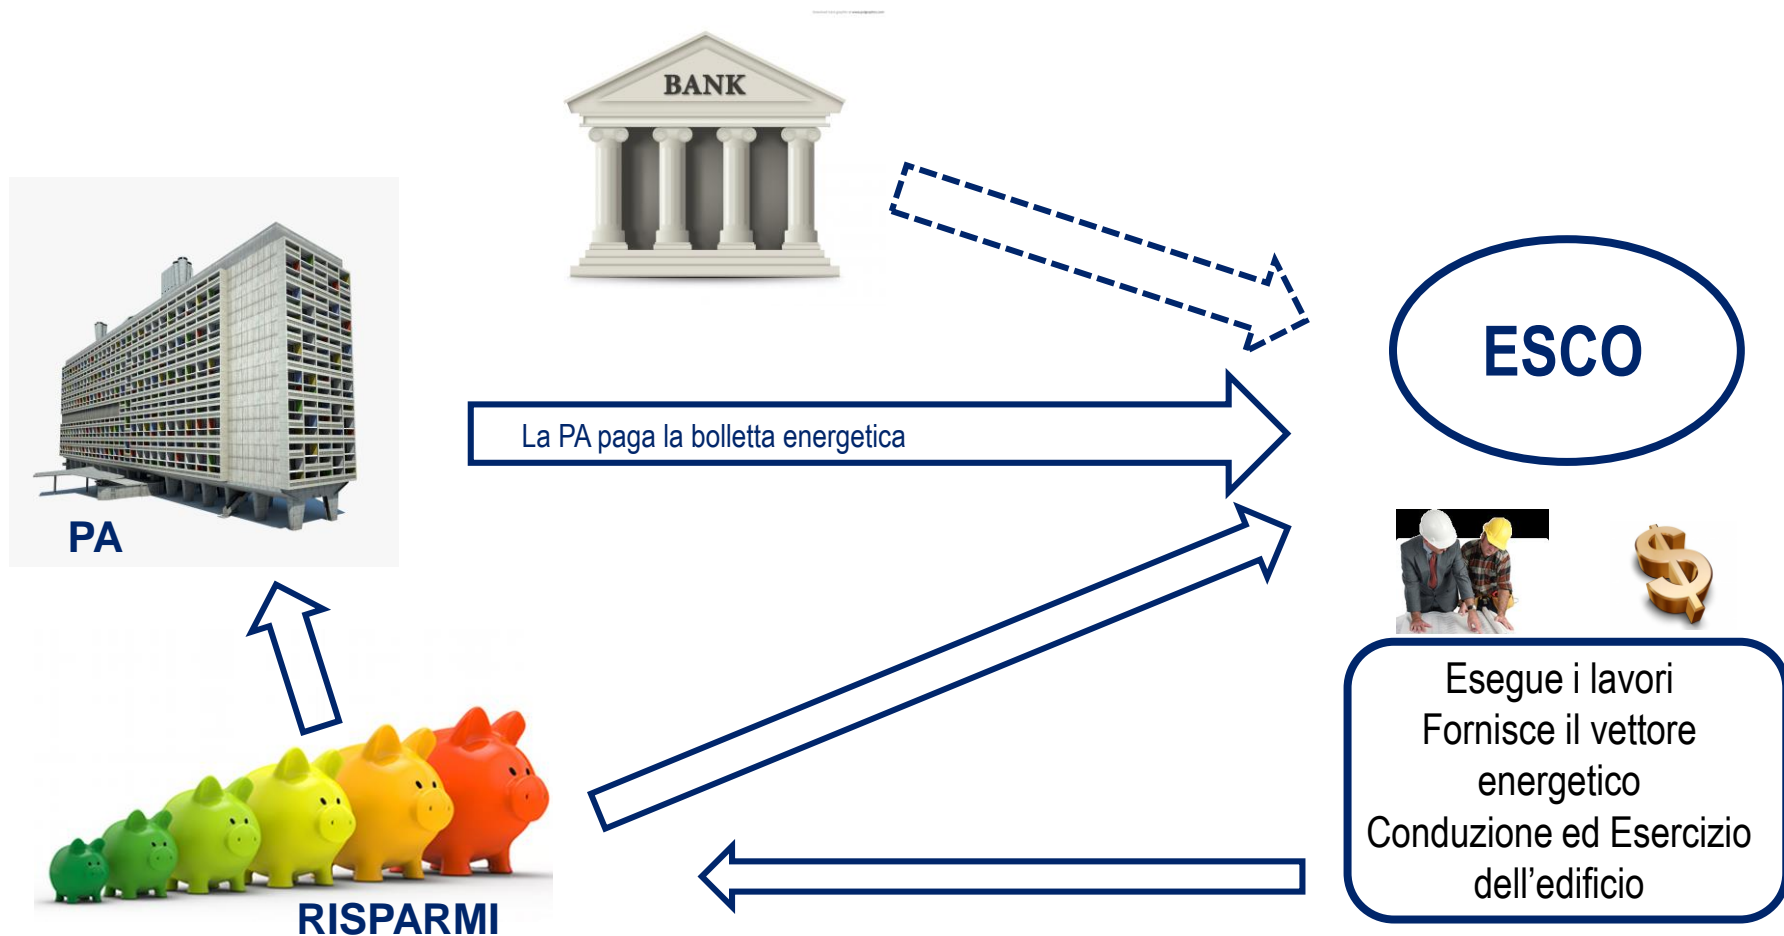 BANK
ESCO
La PA paga la bolletta energetica
PA
Esegue i lavori
Fornisce il vettore
energetico
Conduzione ed Esercizio
dell'edificio
RISPARMI